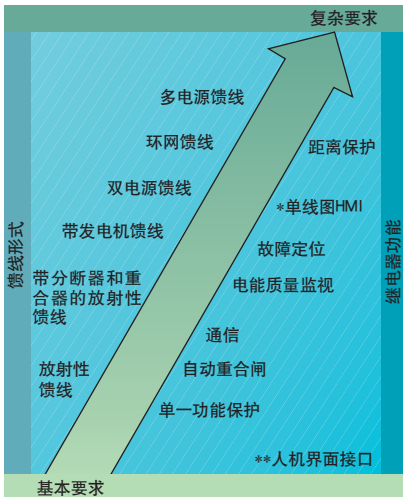 复杂要求
多电源馈线
环网馈线
双电源馈线
带发电机馈线
带分断器和重
合器的放射性
馈线
放射性
馈线
馈线形式
距离保护
*单线图HMI
故障定位
电能质量监视
通信
自动重合闸
单一功能保护
**人机界面接口
继电器功能
基本要求